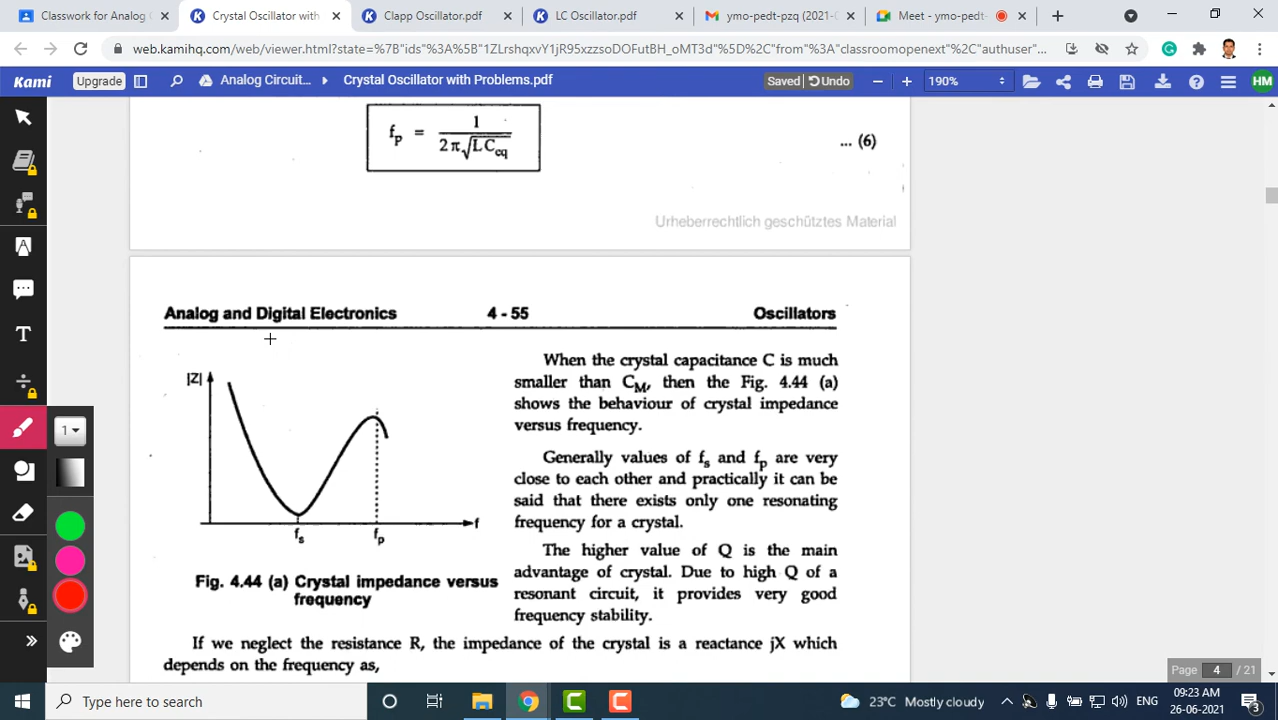 Classwork for Analog C
Crystal Oscillator with
Clapp Oscillator.pdf
LC Oscillator.pdf
ymo-pedt-pzq (2021-
Meet - ymo-pedt-
web.kamihq.com/web/viewer.html?state=%7B"ids"%3A%5B"1ZLrshqxvY1jR95xzzsoDOFutBH_oMT3d"%5D%2C"from"%3A"classroomopennext"%2C"authuser"...
Kami
Upgrade
Analog Circuit...
Crystal Oscillator with Problems.pdf
Saved
Undo
190%
HM
fp = 1 / 2π√LCeq
... (6)
Urheberrechtlich geschütztes Material
Analog and Digital Electronics 4 - 55 Oscillators
|Z|
f
fs
fp
Fig. 4.44 (a) Crystal impedance versus
frequency
When the crystal capacitance C is much
smaller than CM, then the Fig. 4.44 (a)
shows the behaviour of crystal impedance
versus frequency.
Generally values of fs and fp are very
close to each other and practically it can be
said that there exists only one resonating
frequency for a crystal.
The higher value of Q is the main
advantage of crystal. Due to high Q of a
resonant circuit, it provides very good
frequency stability.
If we neglect the resistance R, the impedance of the crystal is a reactance jX which
depends on the frequency as,
1
Page 4 / 21
Type here to search
23°C Mostly cloudy
ENG
09:23 AM
26-06-2021
3